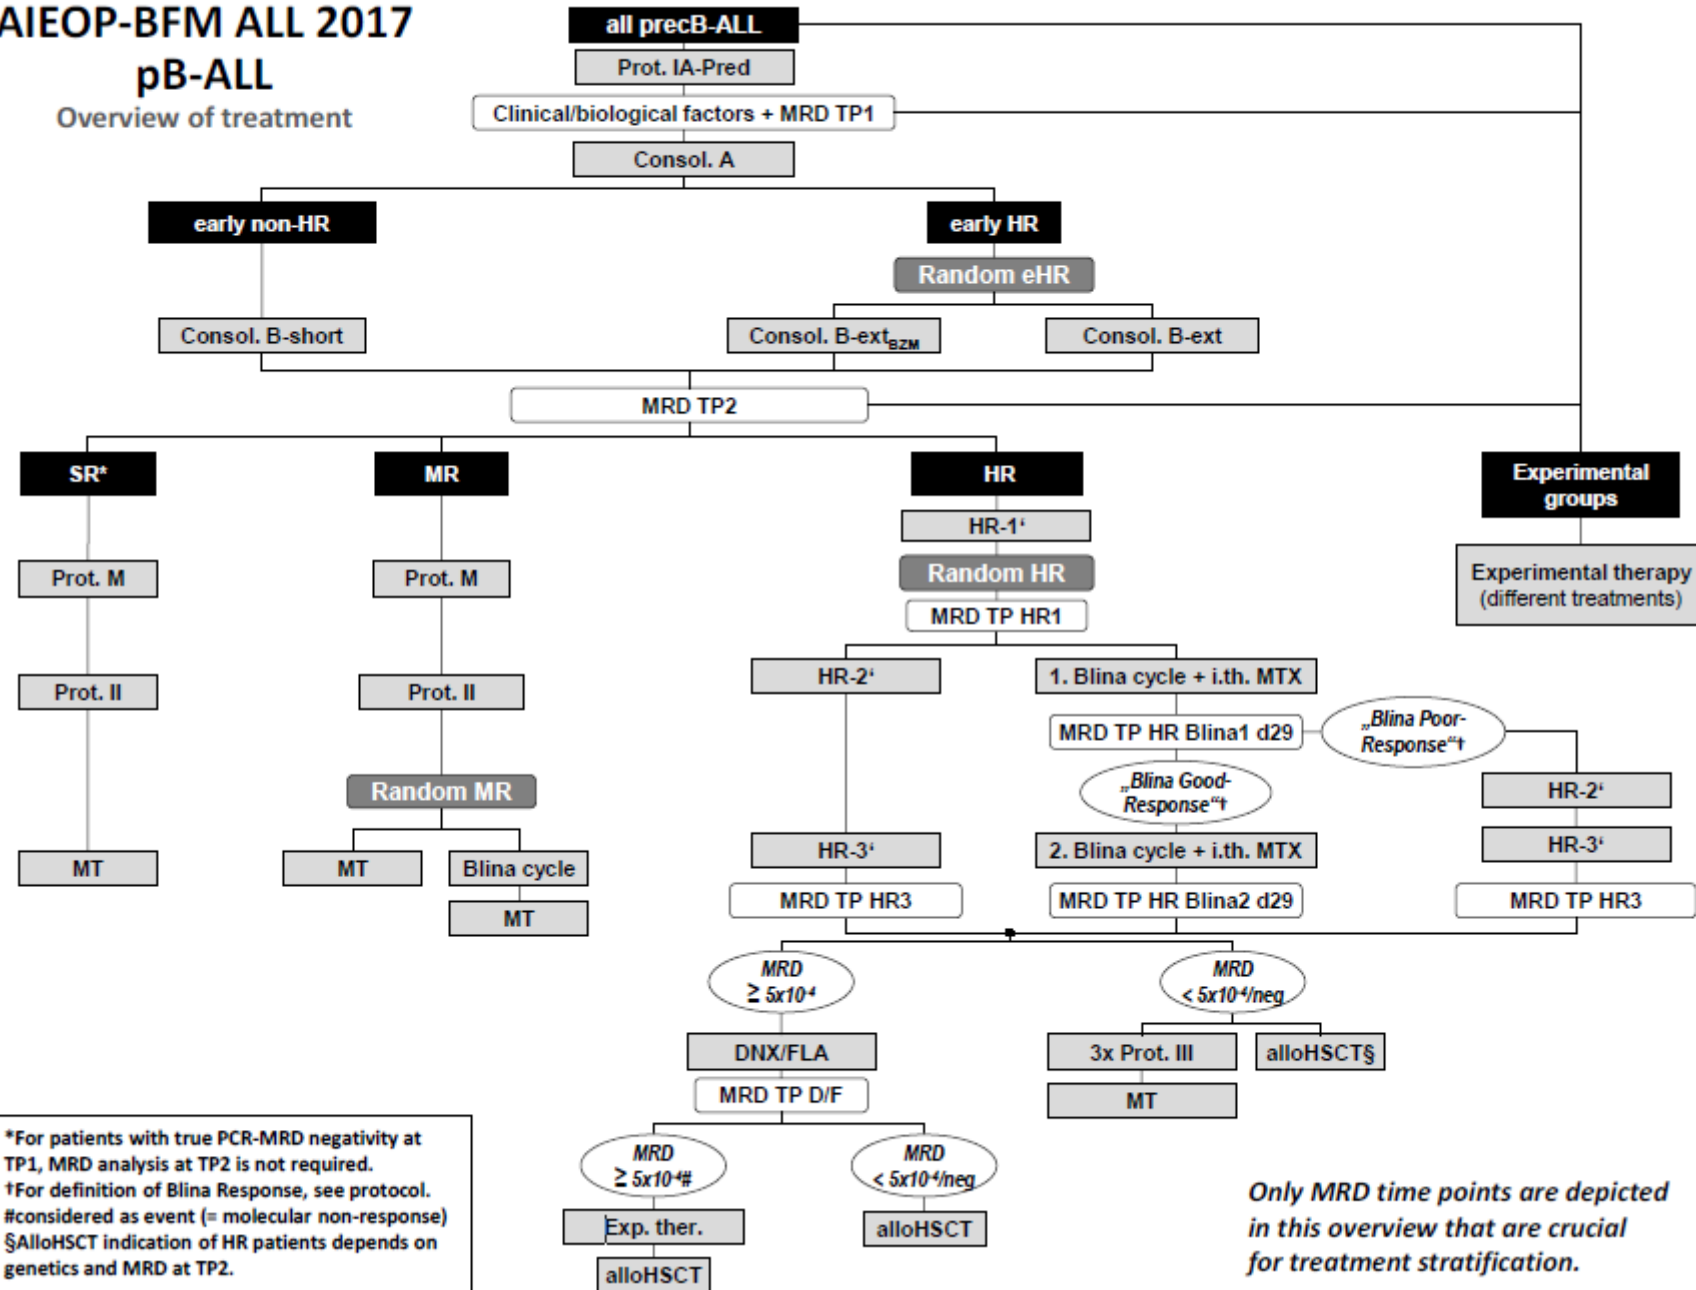 AIEOP-BFM ALL 2017
pB-ALL
Overview of treatment
all precB-ALL
Prot. IA-Pred
Clinical/biological factors + MRD TP1
Consol. A
early non-HR
early HR
Random eHR
Consol. B-short
Consol. B-extBZM
Consol. B-ext
MRD TP2
SR*
MR
HR
Experimental
groups
HR-1‘
Prot. M
Prot. M
Random HR
Experimental therapy
(different treatments)
MRD TP HR1
Prot. II
Prot. II
HR-2‘
1. Blina cycle + i.th. MTX
MRD TP HR Blina1 d29
„Blina Poor-
Response“†
Random MR
„Blina Good-
Response“†
HR-2‘
MT
MT
Blina cycle
HR-3‘
2. Blina cycle + i.th. MTX
HR-3‘
MT
MRD TP HR3
MRD TP HR Blina2 d29
MRD TP HR3
MRD
≥ 5x10-4
MRD
< 5x10-4/neg
DNX/FLA
3x Prot. III
alloHSCT§
MRD TP D/F
MT
MRD
≥ 5x10-4#
MRD
< 5x10-4/neg
Exp. ther.
alloHSCT
alloHSCT
*For patients with true PCR-MRD negativity at
TP1, MRD analysis at TP2 is not required.
†For definition of Blina Response, see protocol.
#considered as event (= molecular non-response)
§AlloHSCT indication of HR patients depends on
genetics and MRD at TP2.
Only MRD time points are depicted
in this overview that are crucial
for treatment stratification.